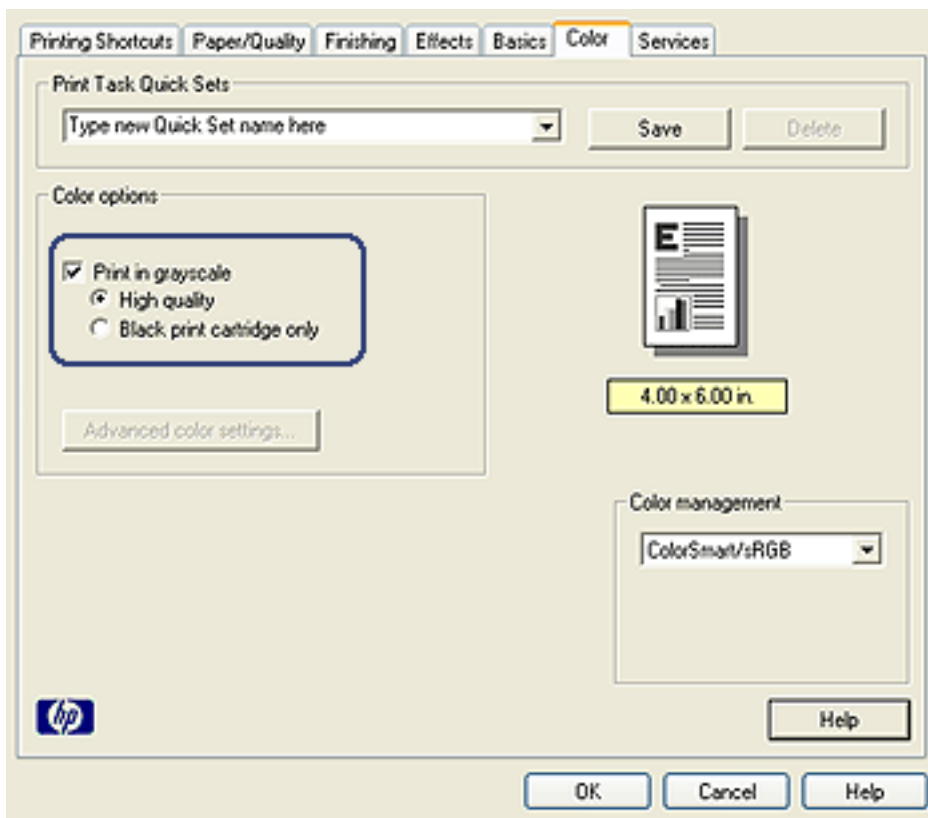 Printing Shortcuts Paper/Quality Finishing Effects Basics Color Services
Print Task Quick Sets
Type new Quick Set name here Save Delete
Color options
Print in grayscale
High quality
Black print cartridge only
E
4.00 x 6.00 in.
Advanced color settings...
Color management
ColorSmart/sRGB
hp Help
OK Cancel Help